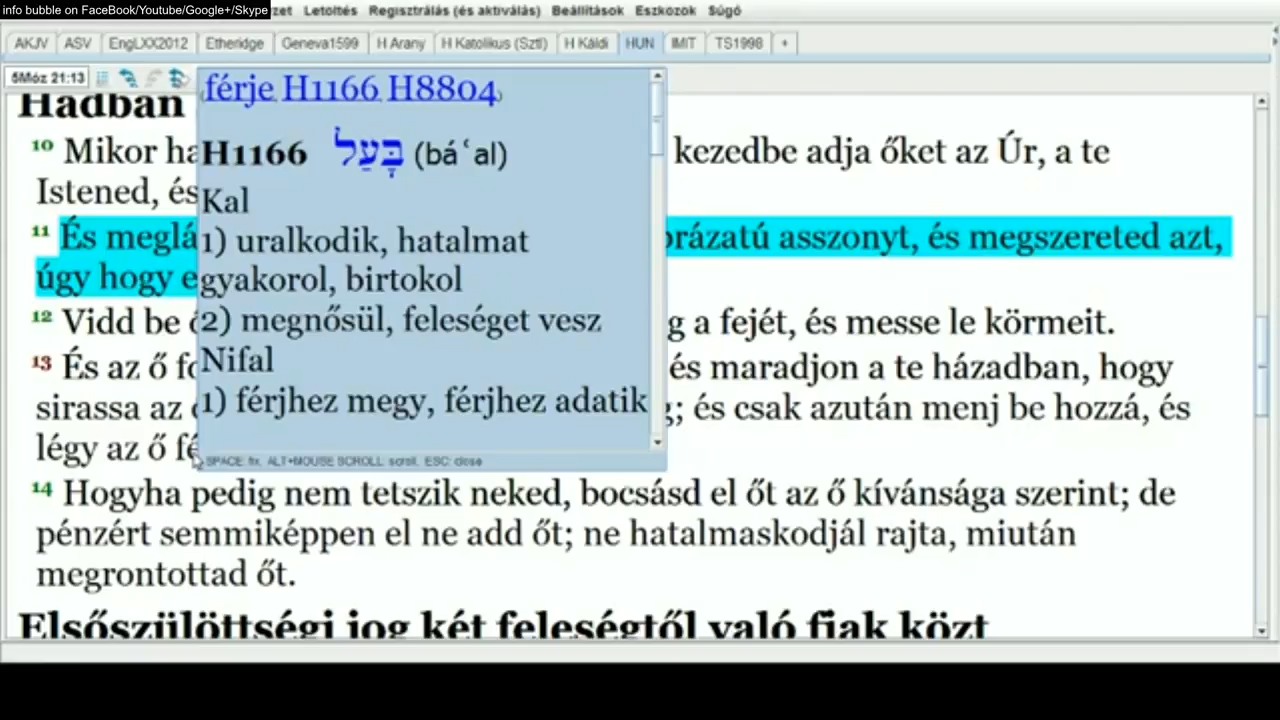 info bubble on FaceBook/Youtube/Google+/Skype
zet Letöltés Regisztrálás (és aktiválás) Beállítások Eszközök Súgó
AKJV ASV EngLXX2012 Etheridge Geneva1599 H Arany H Katolikus (SztI) H Káldi HUN IMIT TS1998 +
5Móz 21:13
Hadban
férje H1166 H8804
10 Mikor ha kezedbe adja őket az Úr, a te
H1166 בָּעַל (bá´al)
Istened, és
Kal
11 És meglá orázatú asszonyt, és megszereted azt,
1) uralkodik, hatalmat
úgy hogy e
gyakorol, birtokol
12 Vidd be g a fejét, és messe le körmeit.
2) megnősül, feleséget vesz
Nifal
13 És az ő fo és maradjon a te házadban, hogy
1) férjhez megy, férjhez adatik
sirassa az g; és csak azután menj be hozzá, és
légy az ő fé
SPACE: fix, ALT+MOUSE SCROLL: scroll, ESC: close
14 Hogyha pedig nem tetszik neked, bocsásd el őt az ő kívánsága szerint; de
pénzért semmiképpen el ne add őt; ne hatalmaskodjál rajta, miután
megrontottad őt.
Elsőszülöttségi jog két feleségtől való fiak közt